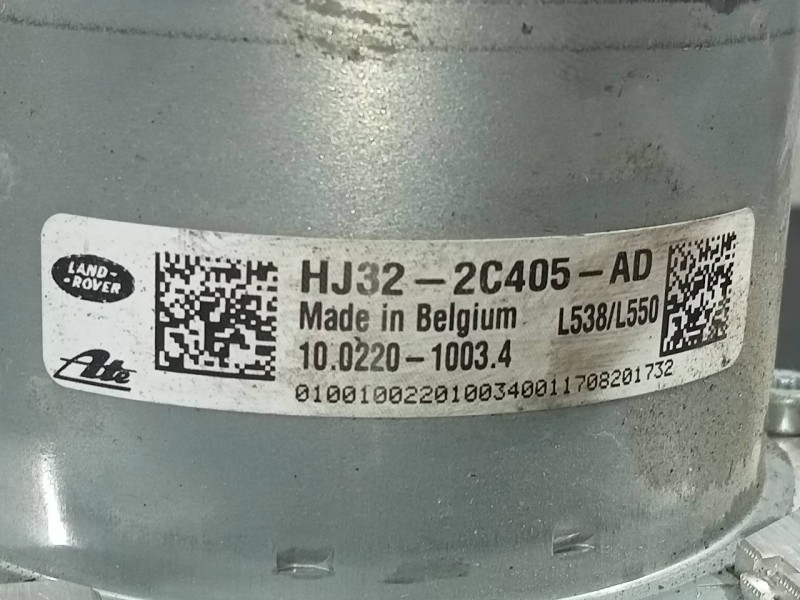 LAND-
-ROVER
Ate
HJ32-2C405-AD
Made in Belgium
L538/L550
10.0220-1003.4
0100100220100340011708201732